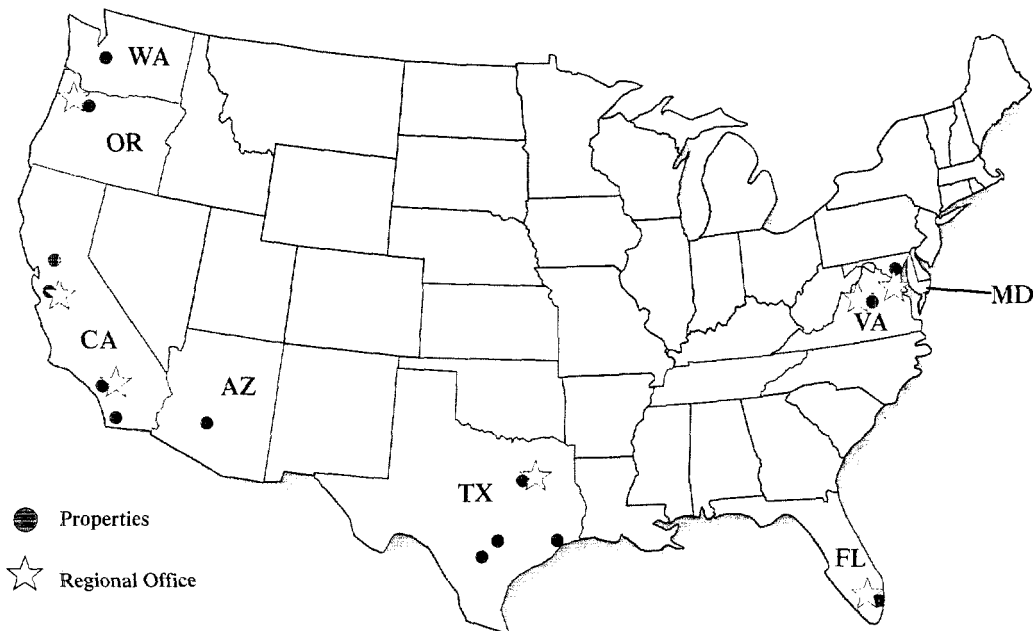 WA
OR
CA
AZ
TX
VA
MD
FL
Properties
Regional Office